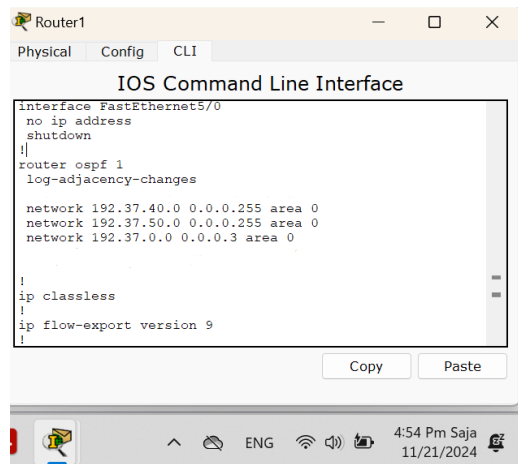 Router1
Physical Config CLI
IOS Command Line Interface
interface FastEthernet5/0
no ip address
shutdown
!
router ospf 1
log-adjacency-changes
network 192.37.40.0 0.0.0.255 area 0
network 192.37.50.0 0.0.0.255 area 0
network 192.37.0.0 0.0.0.3 area 0
!
ip classless
!
ip flow-export version 9
!
Copy Paste
ENG 4:54 Pm Saja
11/21/2024